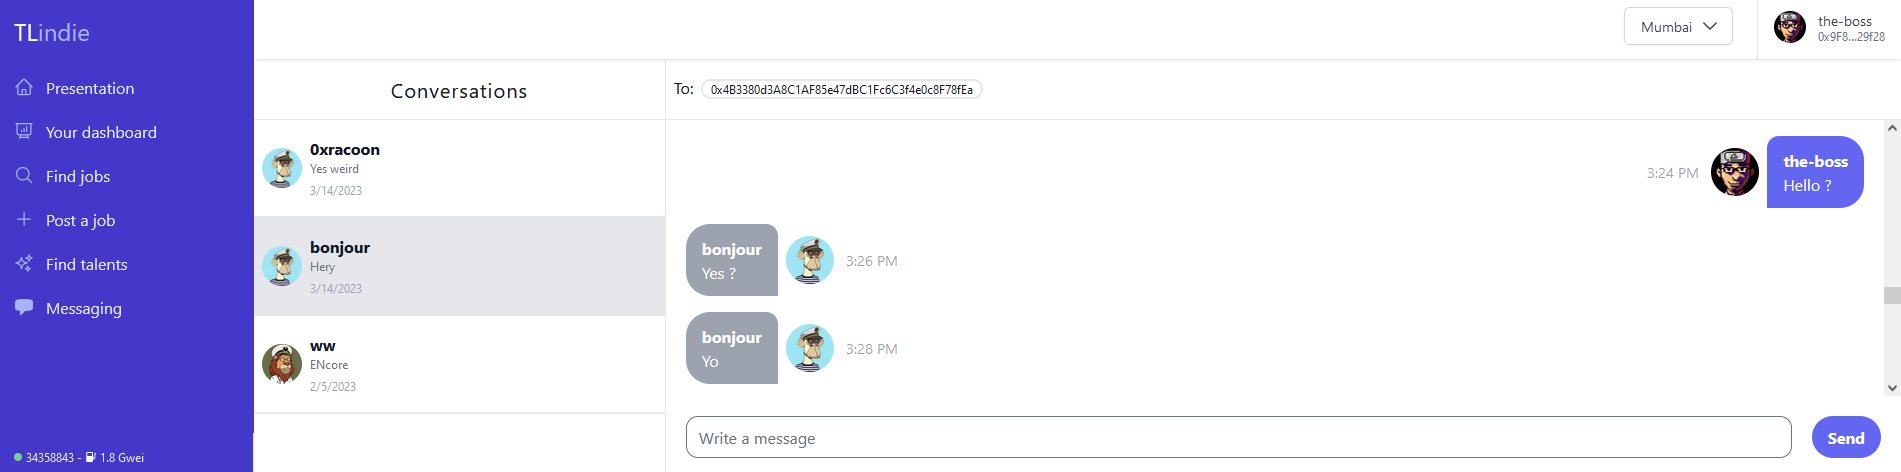 TLindie
Presentation
Your dashboard
Find jobs
Post a job
Find talents
Messaging
34358843 - 1.8 Gwei
Mumbai
the-boss
0x9F8...29f28
Conversations
0xracoon
Yes weird
3/14/2023
bonjour
Hery
3/14/2023
ww
ENcore
2/5/2023
To: 0x4B3380d3A8C1AF85e47dBC1Fc6C3f4e0c8F78fEa
3:24 PM
the-boss
Hello ?
bonjour
Yes ?
3:26 PM
bonjour
Yo
3:28 PM
Write a message
Send